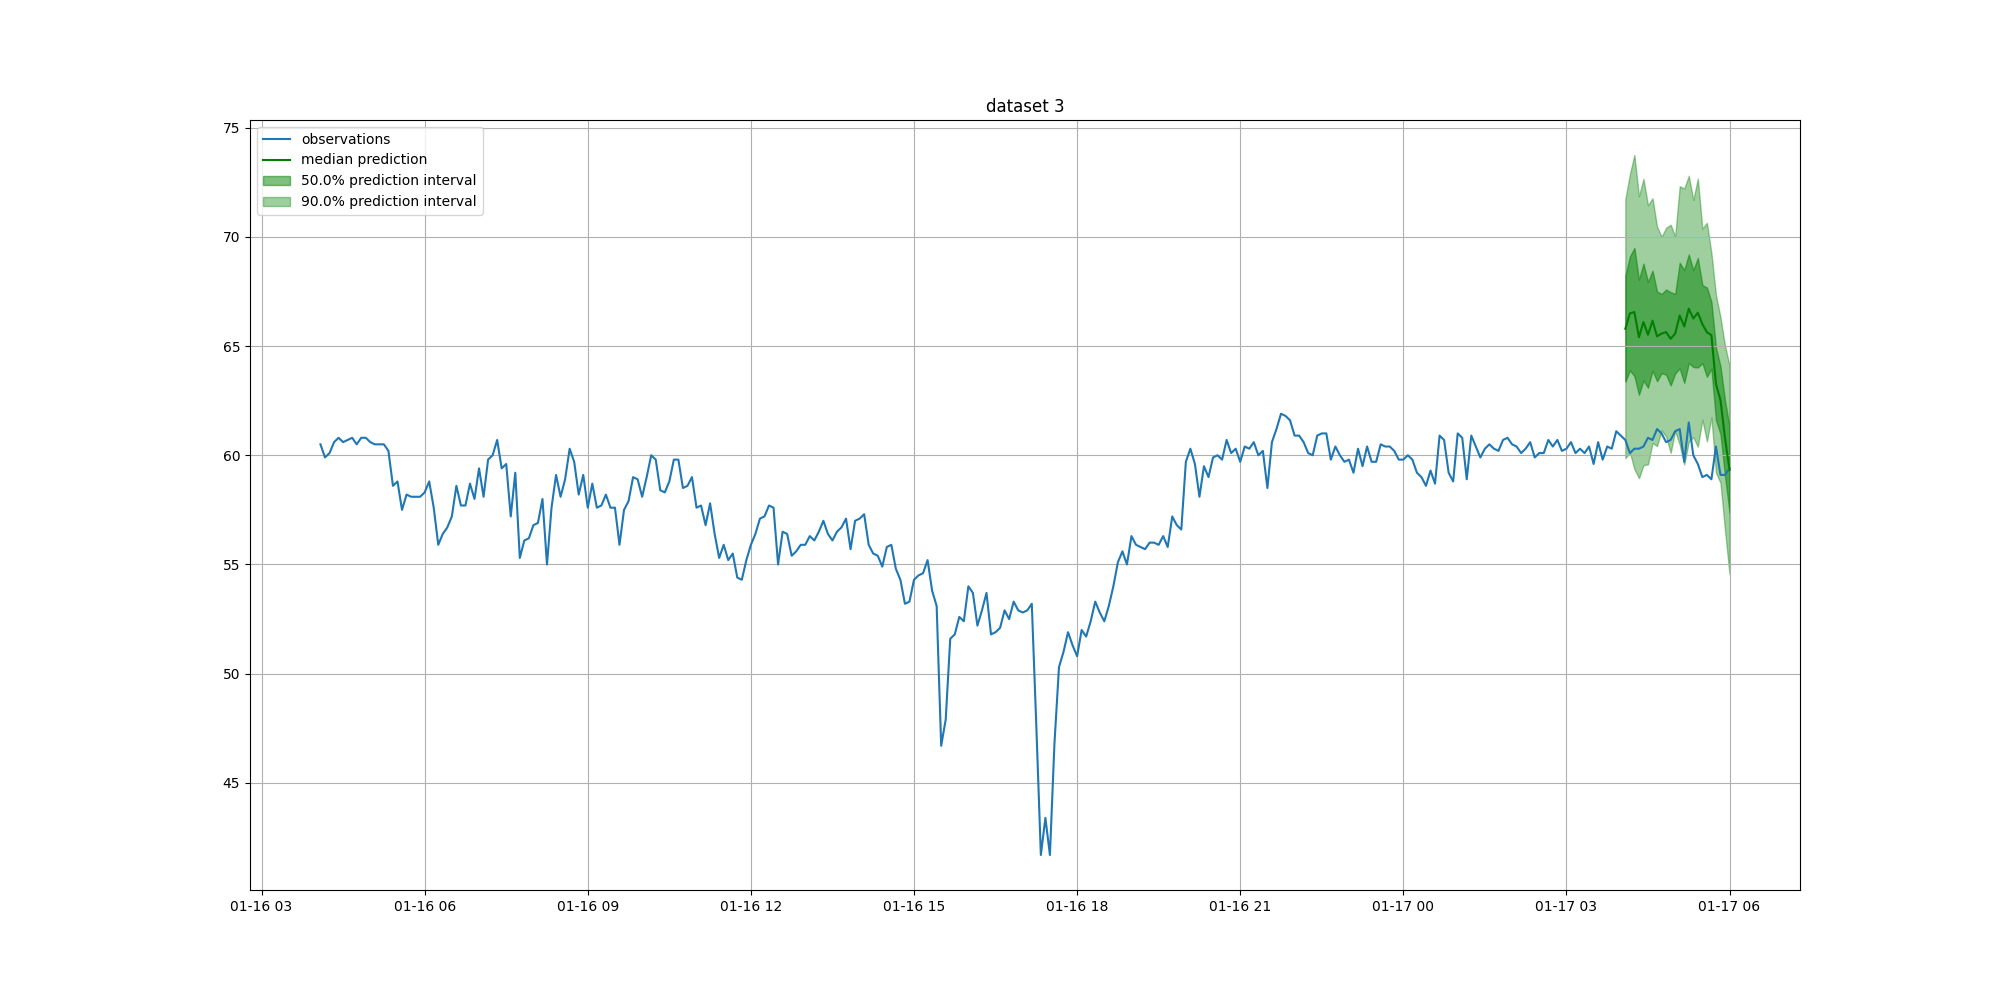 dataset 3
75
observations
median prediction
50.0% prediction interval
90.0% prediction interval
70
65
60
55
50
45
01-16 03 01-16 06 01-16 09 01-16 12 01-16 15 01-16 18 01-16 21 01-17 00 01-17 03 01-17 06